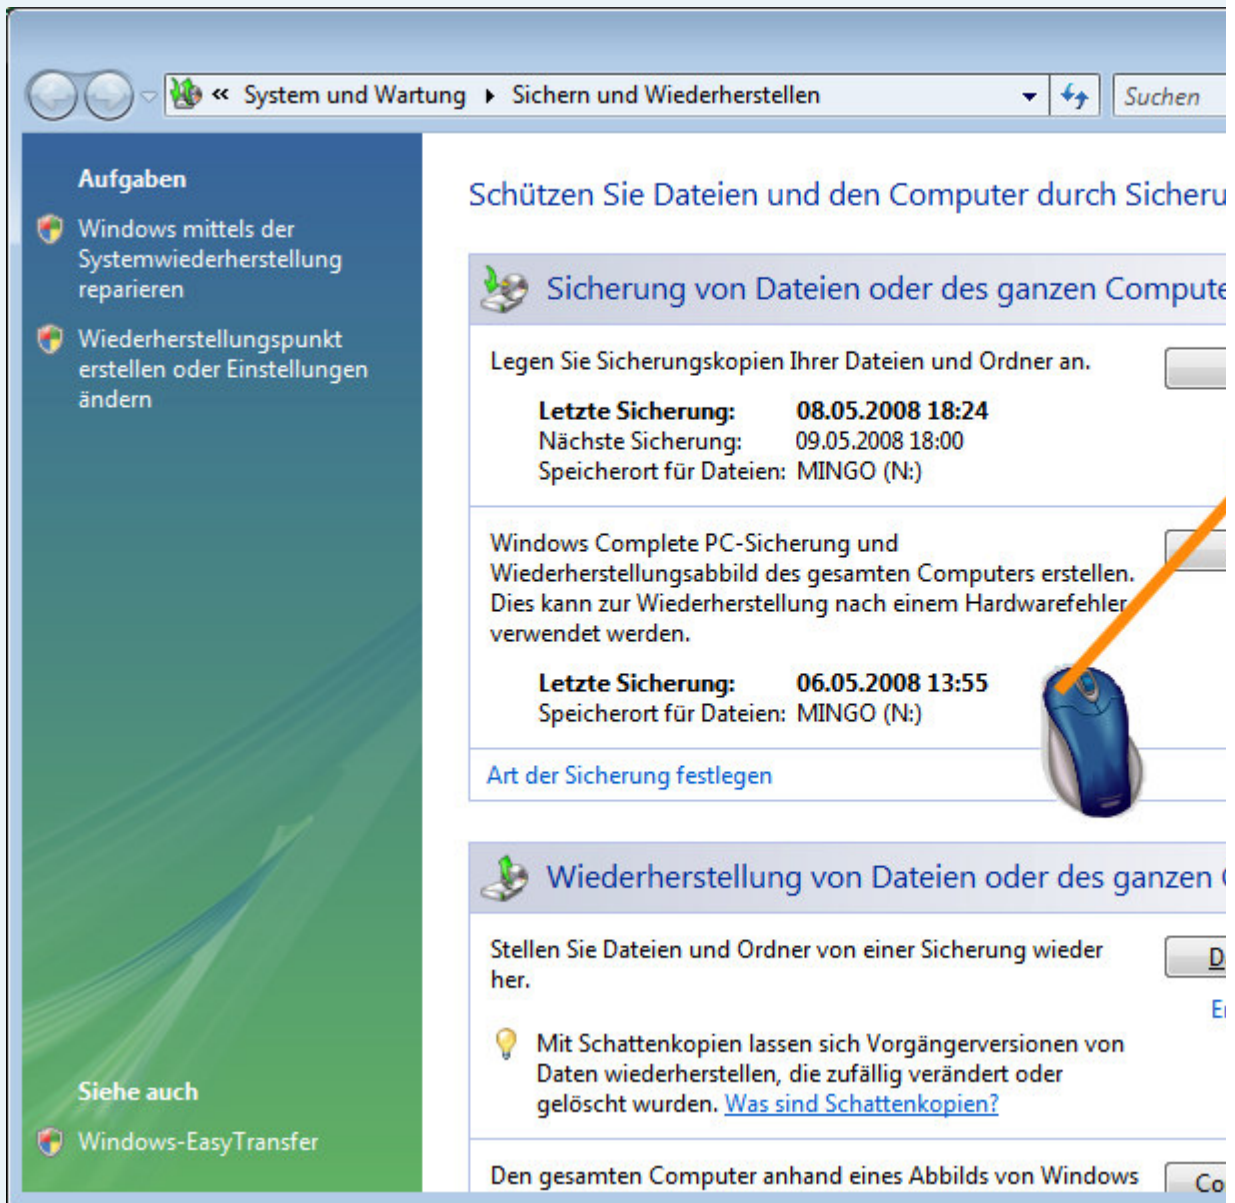 « System und Wartung ▸ Sichern und Wiederherstellen
Suchen
Aufgaben
Windows mittels der
Systemwiederherstellung
reparieren
Wiederherstellungspunkt
erstellen oder Einstellungen
ändern
Siehe auch
Windows-EasyTransfer
Schützen Sie Dateien und den Computer durch Sicheru
Sicherung von Dateien oder des ganzen Compute
Legen Sie Sicherungskopien Ihrer Dateien und Ordner an.
Letzte Sicherung: 08.05.2008 18:24
Nächste Sicherung: 09.05.2008 18:00
Speicherort für Dateien: MINGO (N:)
Windows Complete PC-Sicherung und
Wiederherstellungsabbild des gesamten Computers erstellen.
Dies kann zur Wiederherstellung nach einem Hardwarefehler
verwendet werden.
Letzte Sicherung: 06.05.2008 13:55
Speicherort für Dateien: MINGO (N:)
Art der Sicherung festlegen
Wiederherstellung von Dateien oder des ganzen
Stellen Sie Dateien und Ordner von einer Sicherung wieder
her.
Mit Schattenkopien lassen sich Vorgängerversionen von
Daten wiederherstellen, die zufällig verändert oder
gelöscht wurden. Was sind Schattenkopien?
Den gesamten Computer anhand eines Abbilds von Windows
Co